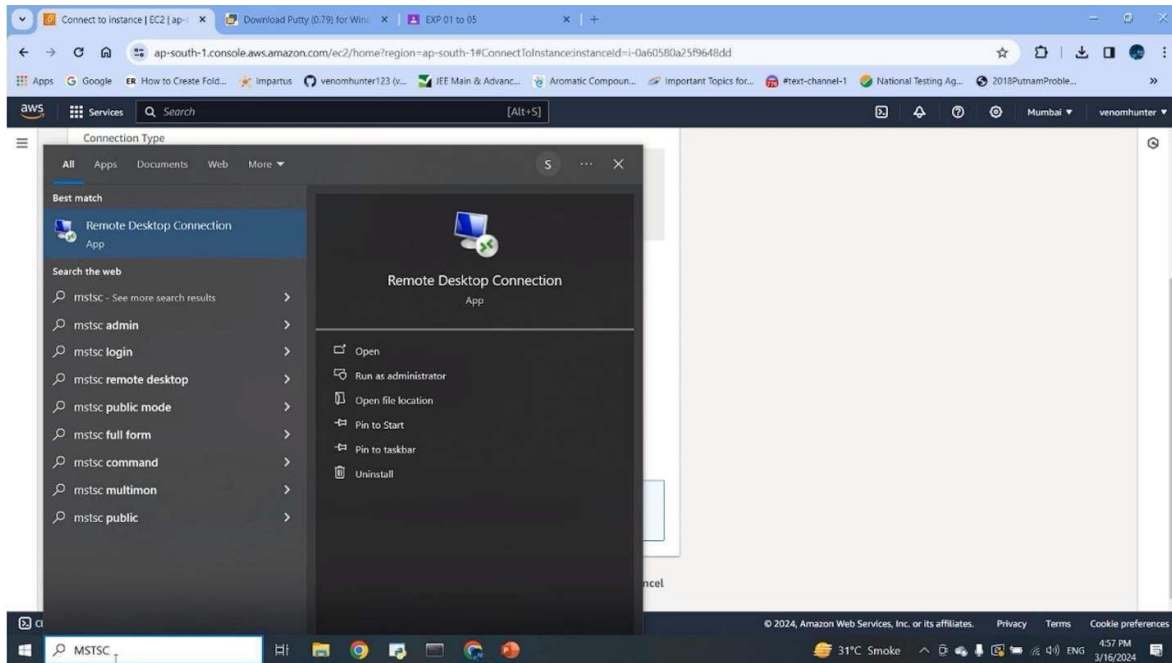 Connect to instance | EC2 | ap-s
Download Putty (0.79) for Wind
EXP 01 to 05
ap-south-1.console.aws.amazon.com/ec2/home?region=ap-south-1#ConnectToInstance:instanceId=i-0a60580a25f9648dd
Apps Google How to Create Fold... Impartus venomhunter123 (v... JEE Main & Advanc... Aromatic Compoun... Important Topics for... #text-channel-1 National Testing Ag... 2018PutnamProble... »
aws Services Search [Alt+S] Mumbai venomhunter
Connection Type
All Apps Documents Web More S
Best match
Remote Desktop Connection
App
Search the web
mstsc - See more search results
mstsc admin
mstsc login
mstsc remote desktop
mstsc public mode
mstsc full form
mstsc command
mstsc multimon
mstsc public
Remote Desktop Connection
App
Open
Run as administrator
Open file location
Pin to Start
Pin to taskbar
Uninstall
ncel
© 2024, Amazon Web Services, Inc. or its affiliates. Privacy Terms Cookie preferences
MSTSC
31°C Smoke ENG 4:57 PM
3/16/2024